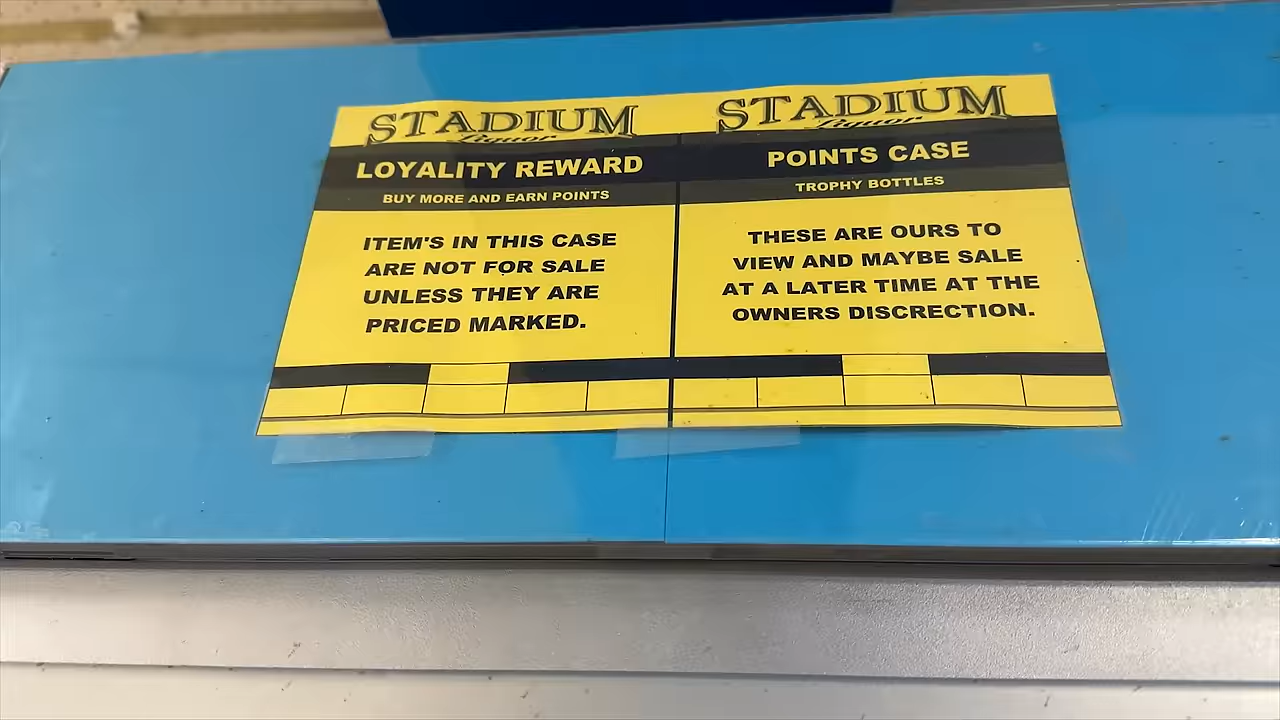 STADIUM
Liquor
LOYALITY REWARD
BUY MORE AND EARN POINTS
ITEM'S IN THIS CASE
ARE NOT FOR SALE
UNLESS THEY ARE
PRICED MARKED.
STADIUM
Liquor
POINTS CASE
TROPHY BOTTLES
THESE ARE OURS TO
VIEW AND MAYBE SALE
AT A LATER TIME AT THE
OWNERS DISCRECTION.